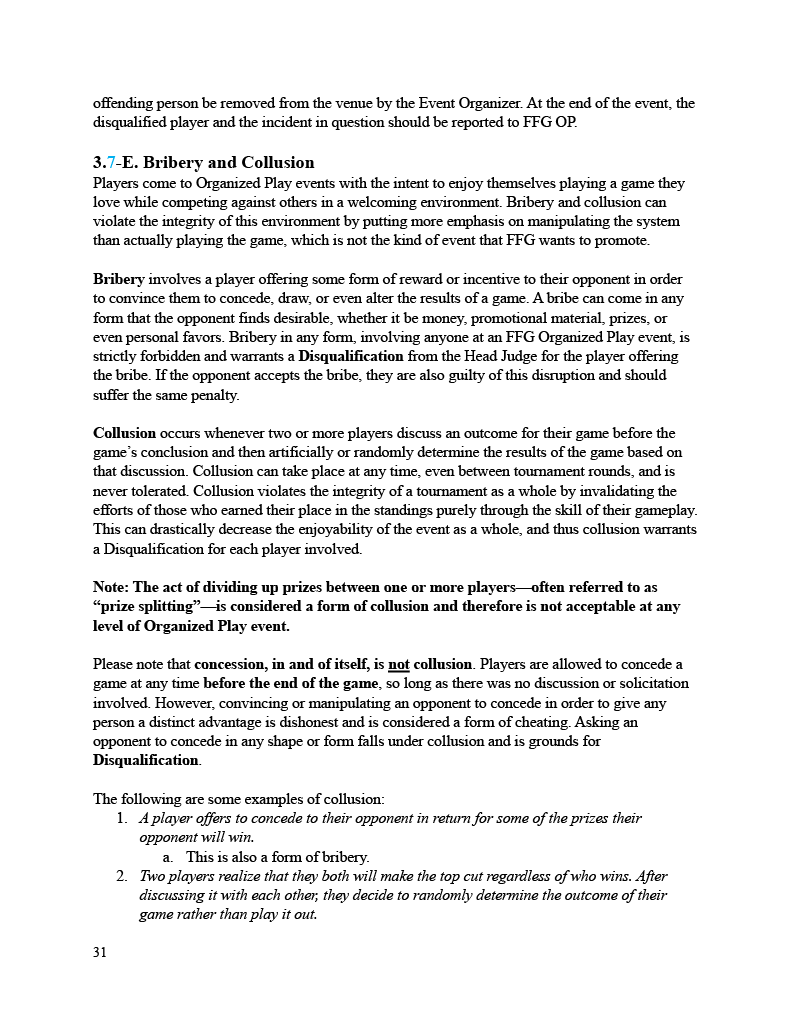 offending person be removed from the venue by the Event Organizer. At the end of the event, the
disqualified player and the incident in question should be reported to FFG OP.
3.7-E. Bribery and Collusion
Players come to Organized Play events with the intent to enjoy themselves playing a game they
love while competing against others in a welcoming environment. Bribery and collusion can
violate the integrity of this environment by putting more emphasis on manipulating the system
than actually playing the game, which is not the kind of event that FFG wants to promote.
Bribery involves a player offering some form of reward or incentive to their opponent in order
to convince them to concede, draw, or even alter the results of a game. A bribe can come in any
form that the opponent finds desirable, whether it be money, promotional material, prizes, or
even personal favors. Bribery in any form, involving anyone at an FFG Organized Play event, is
strictly forbidden and warrants a Disqualification from the Head Judge for the player offering
the bribe. If the opponent accepts the bribe, they are also guilty of this disruption and should
suffer the same penalty.
Collusion occurs whenever two or more players discuss an outcome for their game before the
game’s conclusion and then artificially or randomly determine the results of the game based on
that discussion. Collusion can take place at any time, even between tournament rounds, and is
never tolerated. Collusion violates the integrity of a tournament as a whole by invalidating the
efforts of those who earned their place in the standings purely through the skill of their gameplay.
This can drastically decrease the enjoyability of the event as a whole, and thus collusion warrants
a Disqualification for each player involved.
Note: The act of dividing up prizes between one or more players—often referred to as
“prize splitting”—is considered a form of collusion and therefore is not acceptable at any
level of Organized Play event.
Please note that concession, in and of itself, is not collusion. Players are allowed to concede a
game at any time before the end of the game, so long as there was no discussion or solicitation
involved. However, convincing or manipulating an opponent to concede in order to give any
person a distinct advantage is dishonest and is considered a form of cheating. Asking an
opponent to concede in any shape or form falls under collusion and is grounds for
Disqualification.
The following are some examples of collusion:
1. A player offers to concede to their opponent in return for some of the prizes their
opponent will win.
a. This is also a form of bribery.
2. Two players realize that they both will make the top cut regardless of who wins. After
discussing it with each other, they decide to randomly determine the outcome of their
game rather than play it out.
31